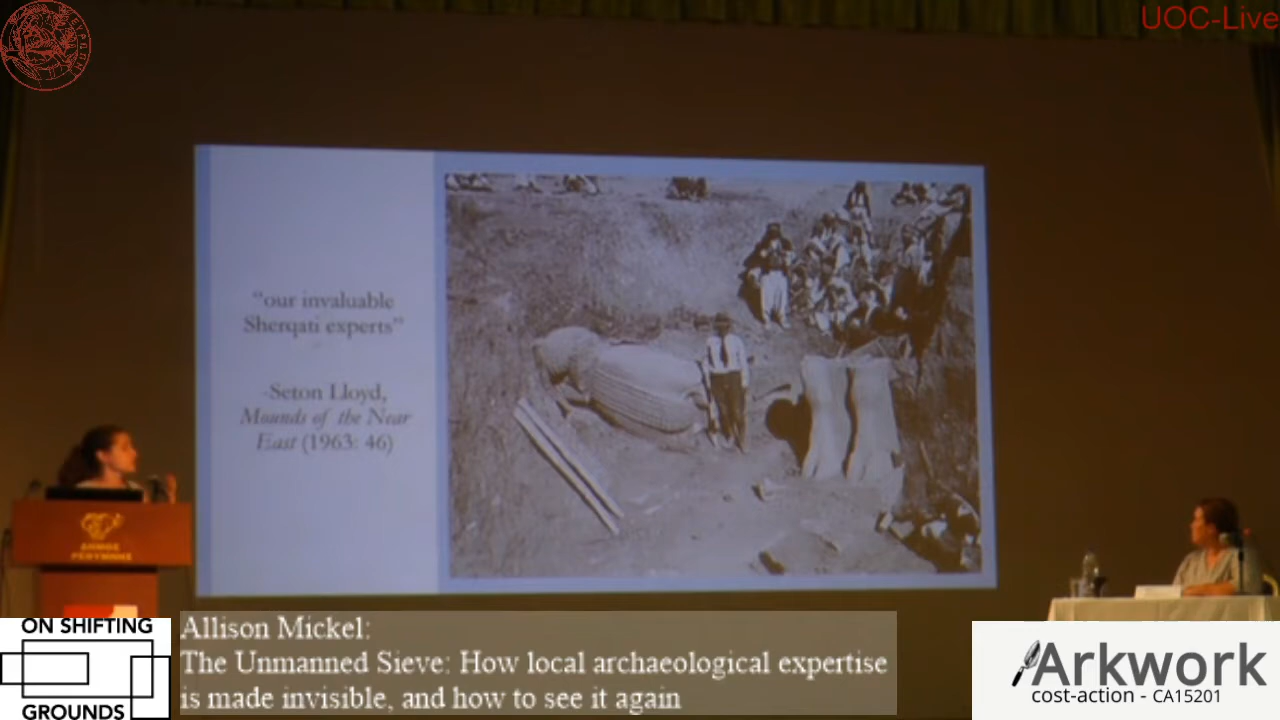 UOC-Live
"our invaluable
Sherqati experts"
-Seton Lloyd,
Mounds of the Near
East (1963: 46)
ΔΗΜΟΣ
ΡΕΘΥΜΝΗΣ
ON SHIFTING
GROUNDS
Allison Mickel:
The Unmanned Sieve: How local archaeological expertise
is made invisible, and how to see it again
Arkwork
cost-action - CA15201